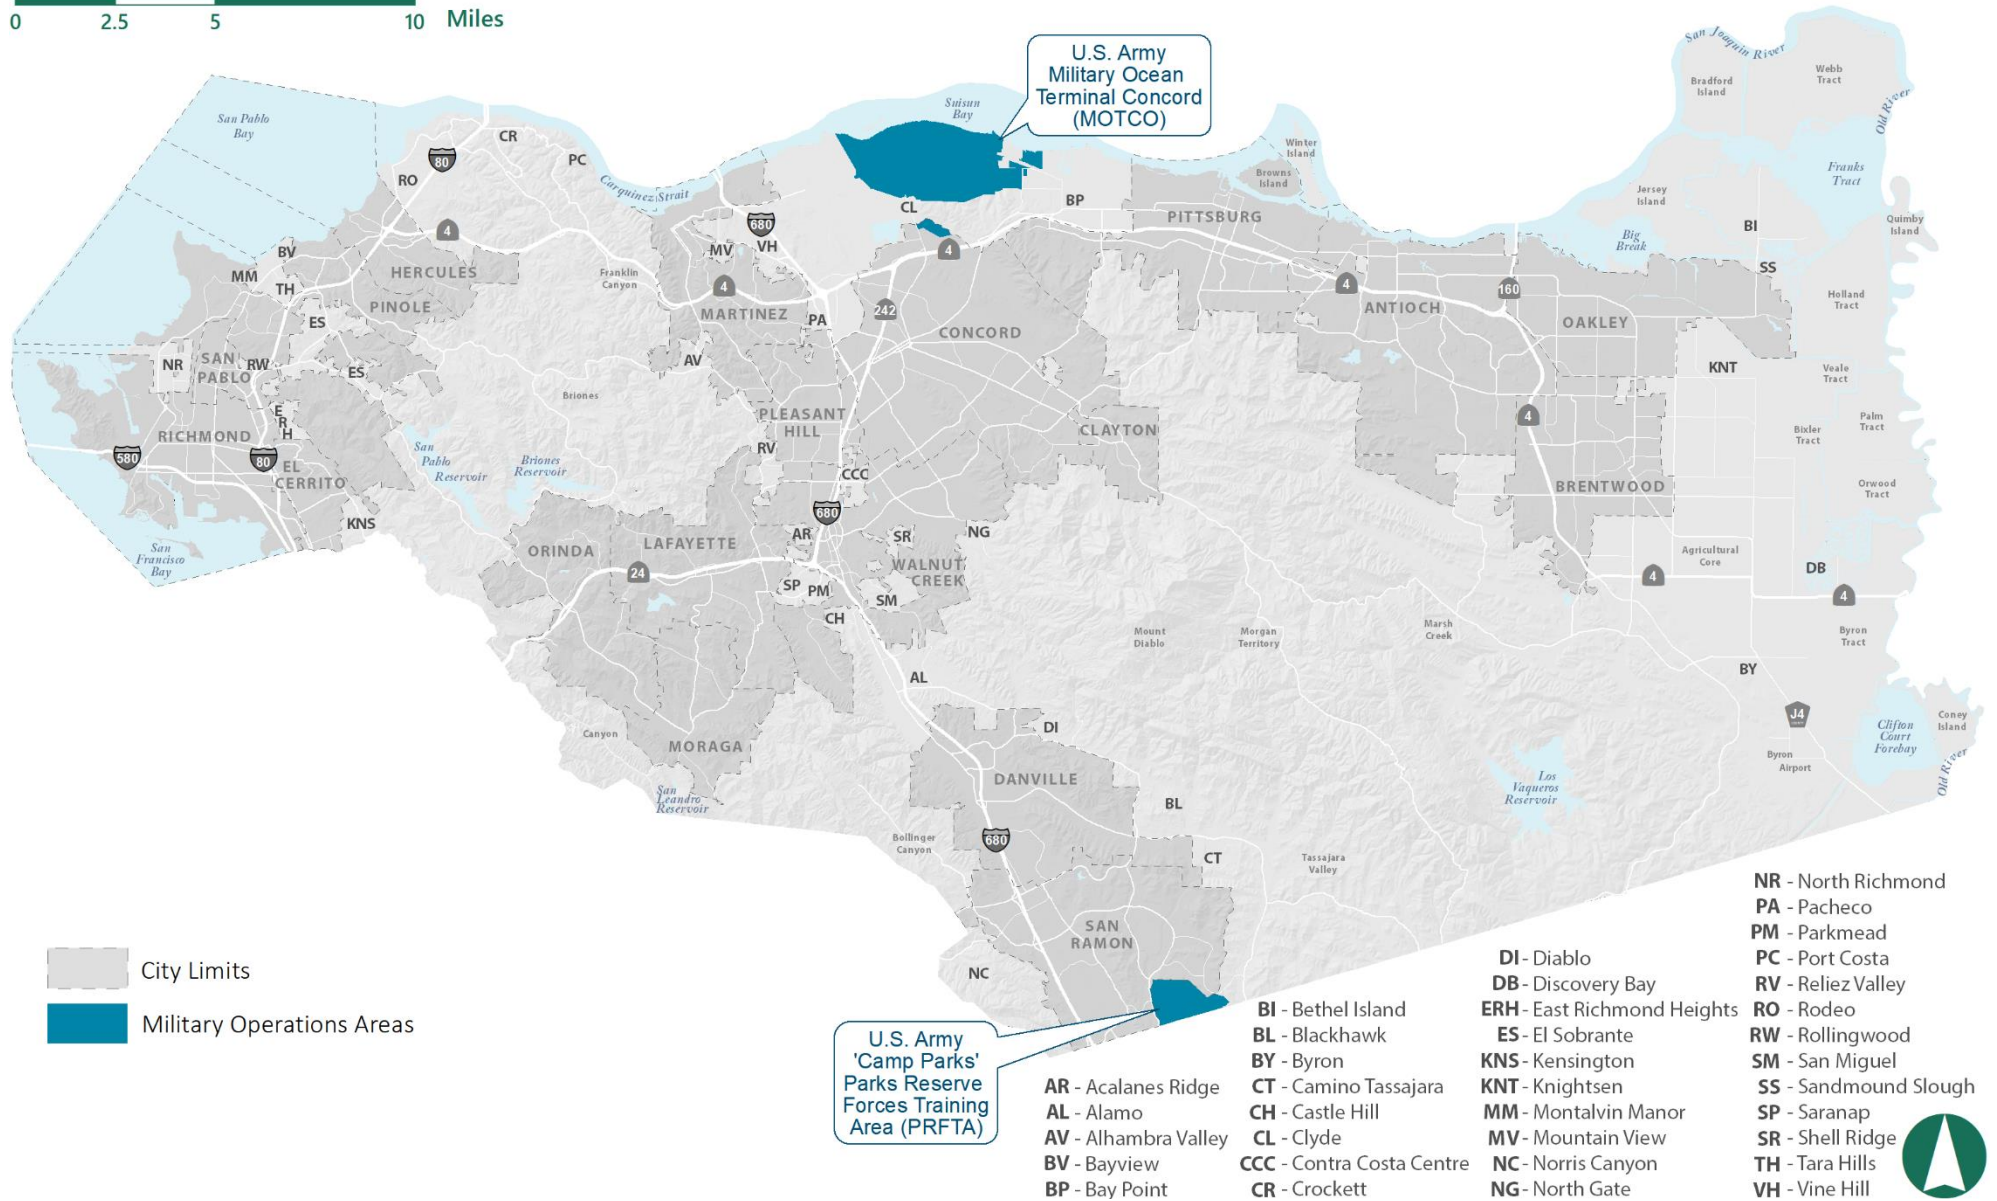 0 2.5 5 10 Miles
U.S. Army
Military Ocean
Terminal Concord
(MOTCO)
San Joaquin River
Webb
Tract
Bradford
Island
Old River
San Pablo
Bay
Suisun
Bay
CR
80
PC
RO
Carquinez Strait
Winter
Island
Browns
Island
Franks
Tract
Jersey
Island
Quimby
Island
BP
CL
PITTSBURG
BI
680
4
MV
VH
4
Big
Break
BV
MM
HERCULES
TH
Franklin
Canyon
4
SS
4
160
PINOLE
ES
MARTINEZ
PA
242
CONCORD
ANTIOCH
OAKLEY
Holland
Tract
NR
SAN
PABLO
RW
ES
AV
KNT
Veale
Tract
Briones
E
R
H
PLEASANT
HILL
CLAYTON
4
Palm
Tract
Bixler
Tract
RICHMOND
580
80
EL
CERRITO
San
Pablo
Reservoir
Briones
Reservoir
RV
CCC
BRENTWOOD
Orwood
Tract
KNS
680
San
Francisco
Bay
ORINDA
LAFAYETTE
AR
SR
NG
WALNUT
CREEK
24
SP
PM
SM
CH
Agricultural
Core
4
DB
4
Mount
Diablo
Morgan
Territory
Marsh
Creek
Byron
Tract
AL
BY
J4
Clifton
Court
Forebay
Coney
Island
Old River
Canyon
MORAGA
DI
DANVILLE
Byron
Airport
San
Leandro
Reservoir
BL
Los
Vaqueros
Reservoir
Bollinger
Canyon
680
CT
Tassajara
Valley
SAN
RAMON
NC
City Limits
Military Operations Areas
U.S. Army
'Camp Parks'
Parks Reserve
Forces Training
Area (PRFTA)
AR - Acalanes Ridge
AL - Alamo
AV - Alhambra Valley
BV - Bayview
BP - Bay Point
BI - Bethel Island
BL - Blackhawk
BY - Byron
CT - Camino Tassajara
CH - Castle Hill
CL - Clyde
CCC - Contra Costa Centre
CR - Crockett
DI - Diablo
DB - Discovery Bay
ERH - East Richmond Heights
ES - El Sobrante
KNS - Kensington
KNT - Knightsen
MM - Montalvin Manor
MV - Mountain View
NC - Norris Canyon
NG - North Gate
NR - North Richmond
PA - Pacheco
PM - Parkmead
PC - Port Costa
RV - Reliez Valley
RO - Rodeo
RW - Rollingwood
SM - San Miguel
SS - Sandmound Slough
SP - Saranap
SR - Shell Ridge
TH - Tara Hills
VH - Vine Hill